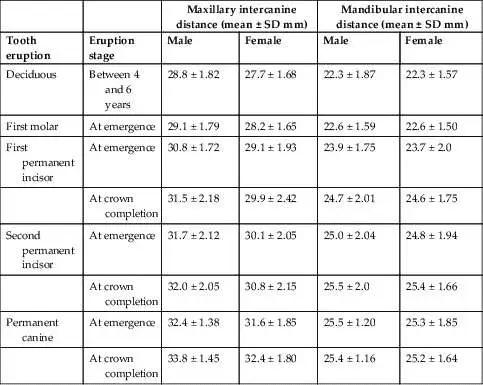 Maxillary intercanine Mandibular intercanine
distance (mean ± SD mm) distance (mean ± SD mm)
Tooth Eruption Male Female Male Female
eruption stage
Deciduous Between 4 28.8 ± 1.82 27.7 ± 1.68 22.3 ± 1.87 22.3 ± 1.57
and 6
years
First molar At emergence 29.1 ± 1.79 28.2 ± 1.65 22.6 ± 1.59 22.6 ± 1.50
First At emergence 30.8 ± 1.72 29.1 ± 1.93 23.9 ± 1.75 23.7 ± 2.0
permanent
incisor
At crown 31.5 ± 2.18 29.9 ± 2.42 24.7 ± 2.01 24.6 ± 1.75
completion
Second At emergence 31.7 ± 2.12 30.1 ± 2.05 25.0 ± 2.04 24.8 ± 1.94
permanent
incisor
At crown 32.0 ± 2.05 30.8 ± 2.15 25.5 ± 2.0 25.4 ± 1.66
completion
Permanent At emergence 32.4 ± 1.38 31.6 ± 1.85 25.5 ± 1.20 25.3 ± 1.85
canine
At crown 33.8 ± 1.45 32.4 ± 1.80 25.4 ± 1.16 25.2 ± 1.64
completion